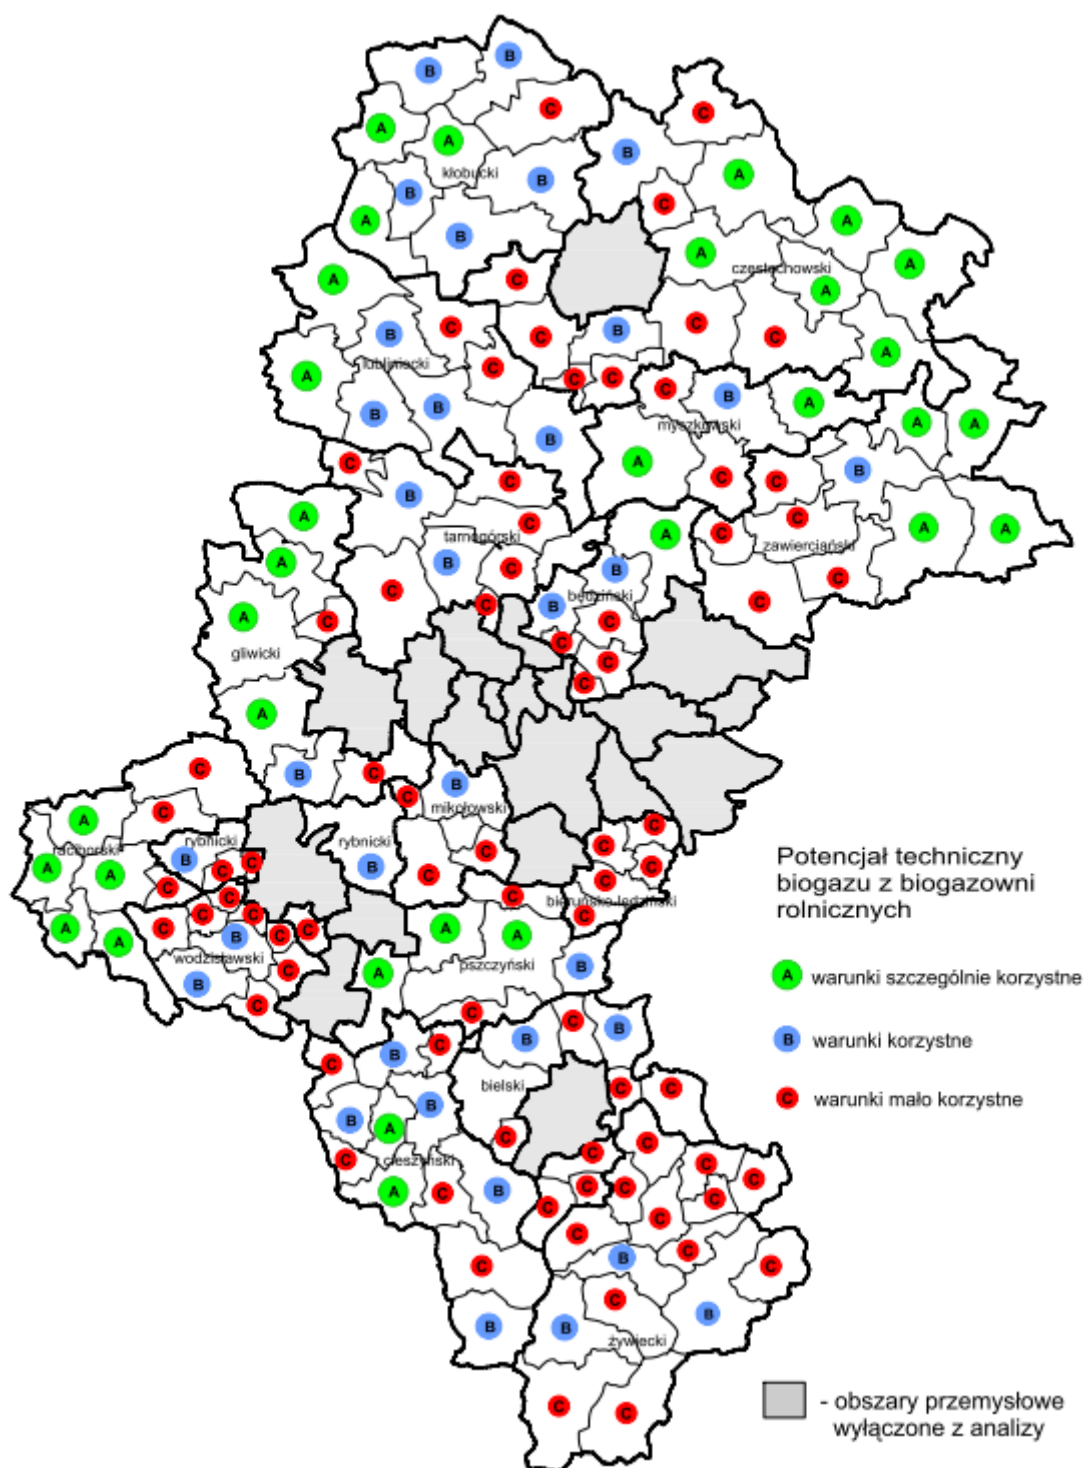 B B
C C
A A B
kłobucki
B B A
A C A
B A
A C częstochowski A
A
B C B C C
lubliniecki A
A C C C C
B B B A
myszkowski A A
B
C A C C B
B C
A C C A A
tarnogórski A C zawierciański
A B C B będziński C
C C B C
A C C C
gliwicki C
C
A
C B C B
C
mikołowski
A C
raciborski rybnicki rybnicki C
B C C B C C C
A A C C C C
C C bieruńsko-lędziński
C C C C
A A C B C C A A
wodzisławski pszczyński
C A B
B
C C C B
C B C B
bielski C C
B A B C
C cieszyński C C C C
A C B C C C
C C
C C
C B C
C B C
B B żywiecki
C C
Potencjał techniczny
biogazu z biogazowni
rolniczych
A warunki szczególnie korzystne
B warunki korzystne
C warunki mało korzystne
- obszary przemysłowe
wyłączone z analizy